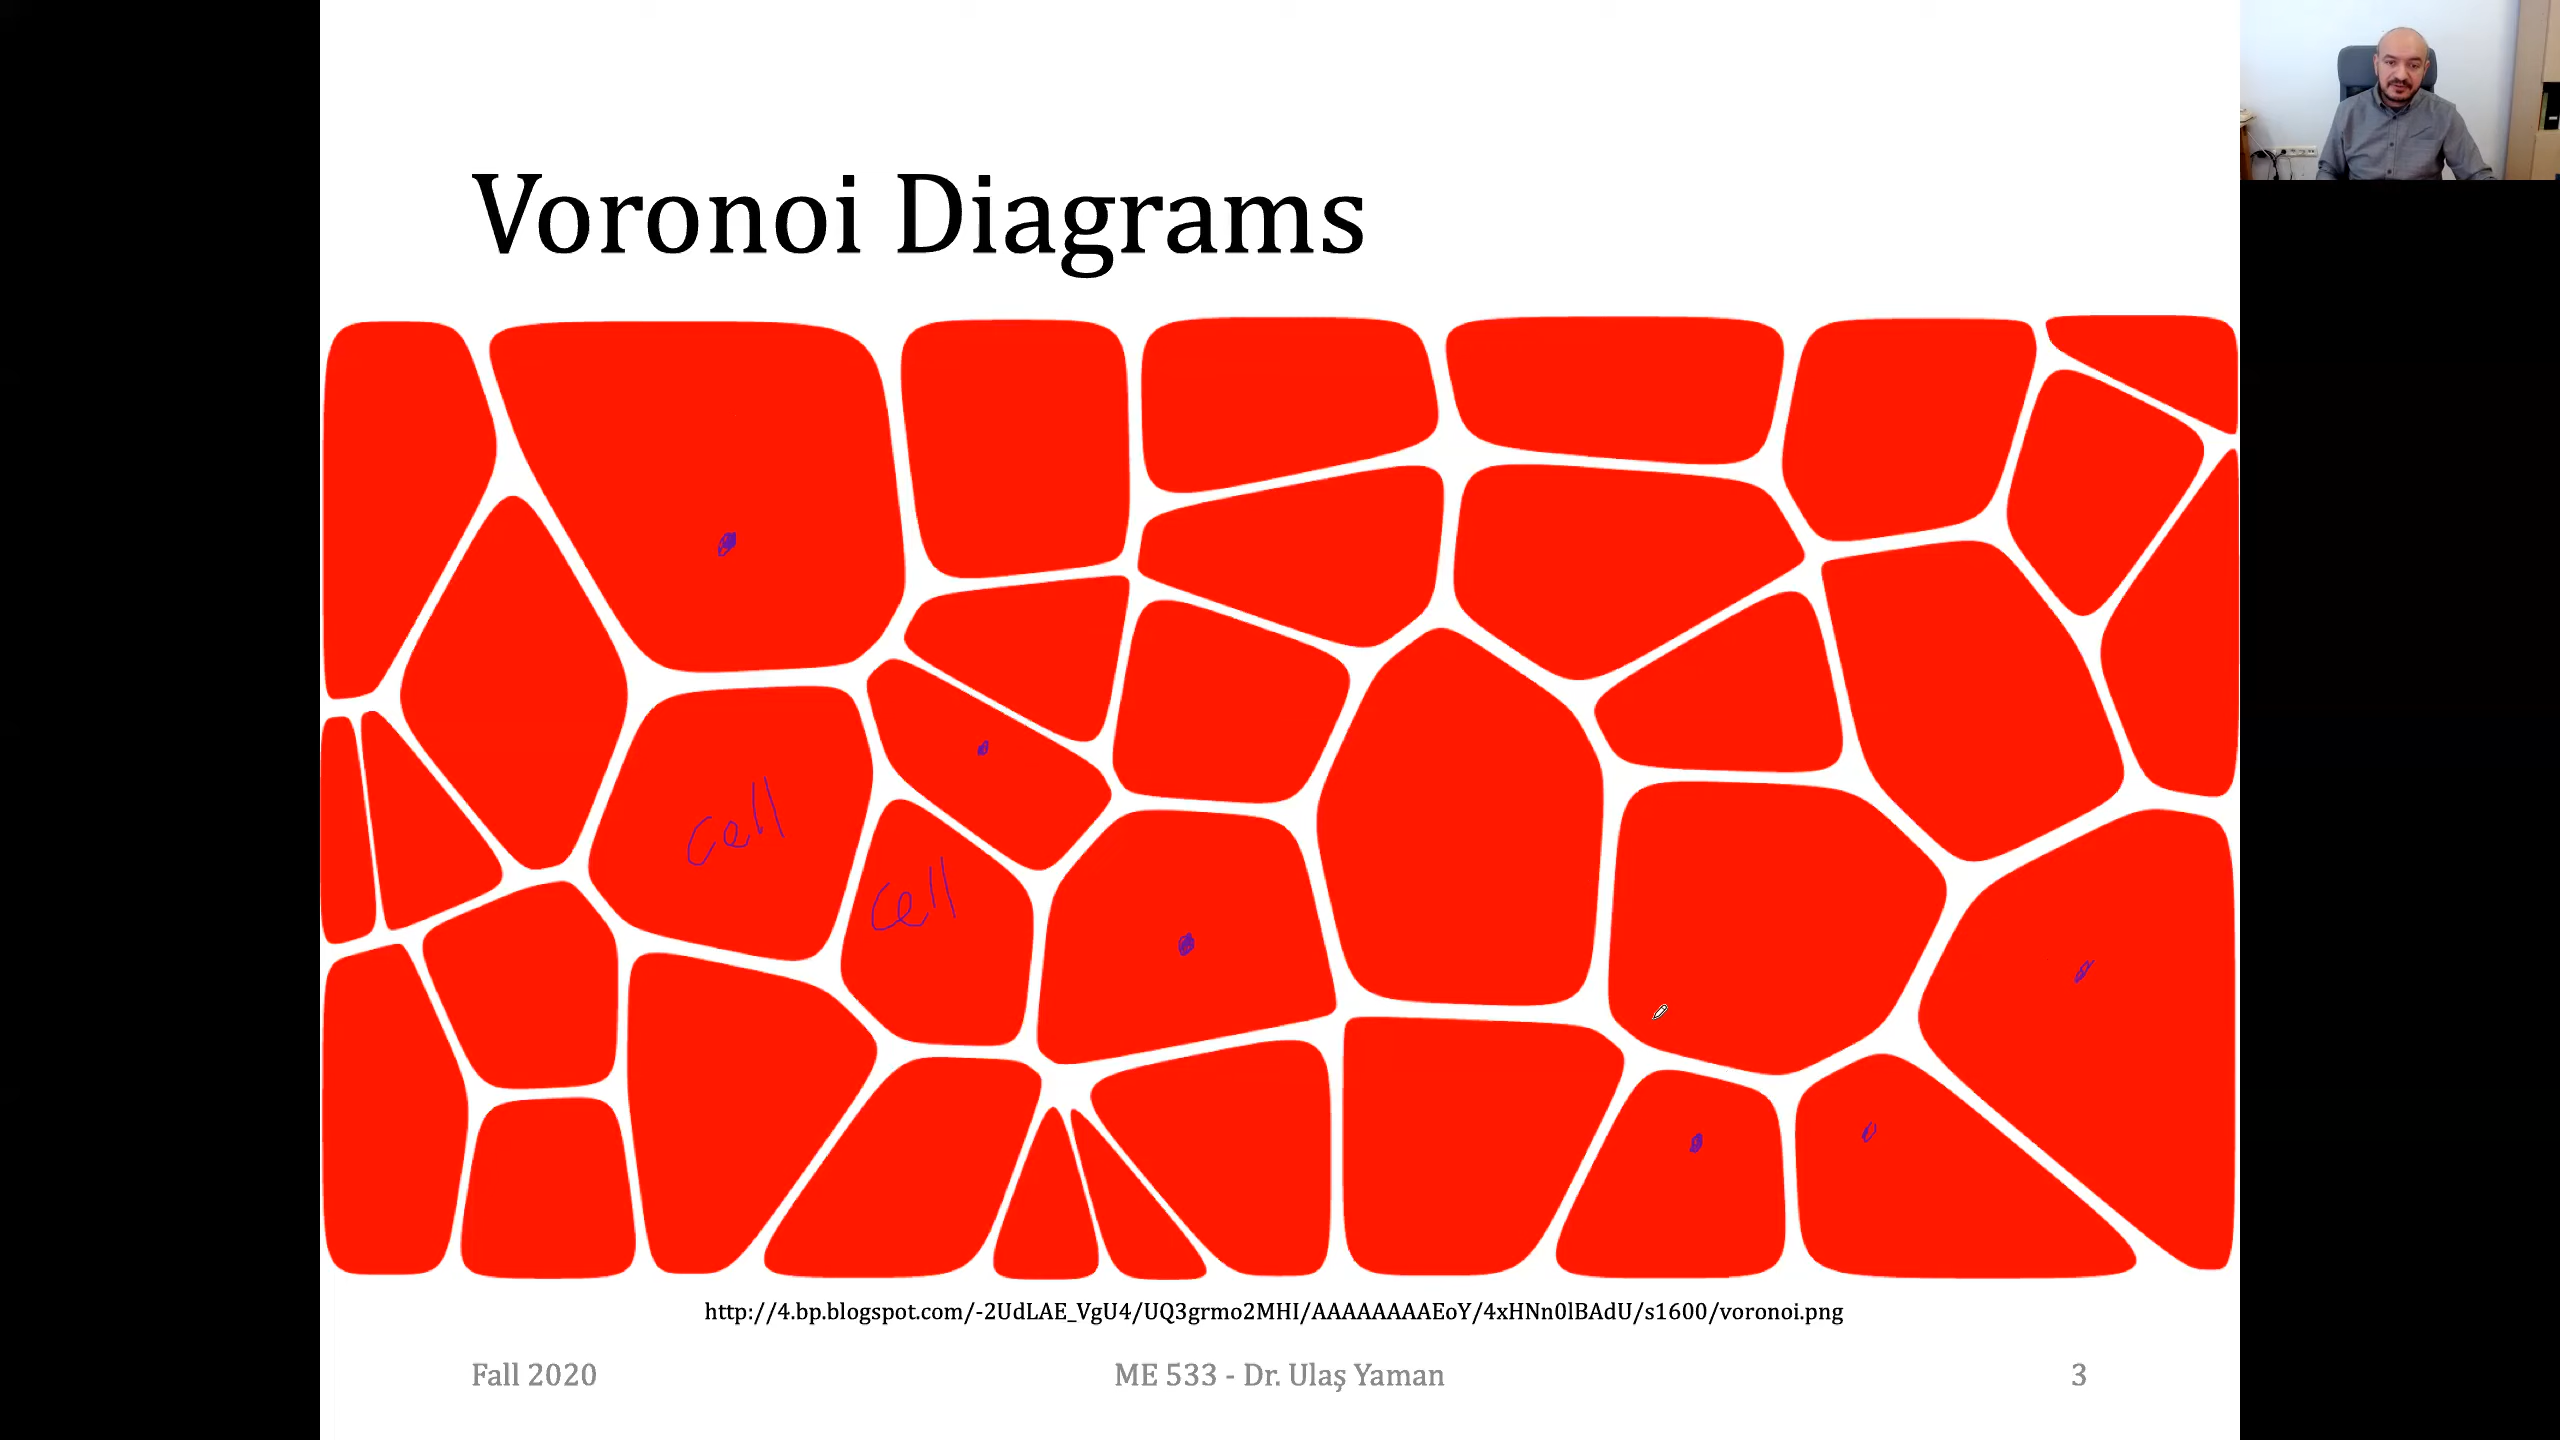 Voronoi Diagrams
cell
cell
http://4.bp.blogspot.com/-2UdLAE_VgU4/UQ3grmo2MHI/AAAAAAAAEoY/4xHNn0lBAdU/s1600/voronoi.png
Fall 2020
ME 533 - Dr. Ulaş Yaman
3